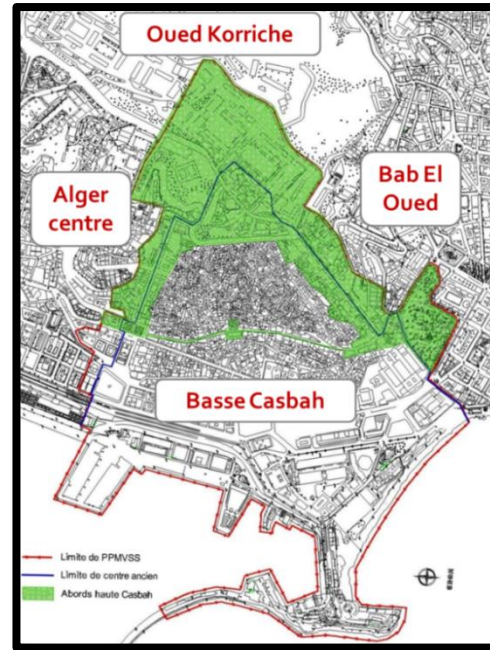 Oued Korriche
Alger
centre
Bab El
Oued
Basse Casbah
Limite de PPMVSS
Limite de centre ancien
Abords haute Casbah